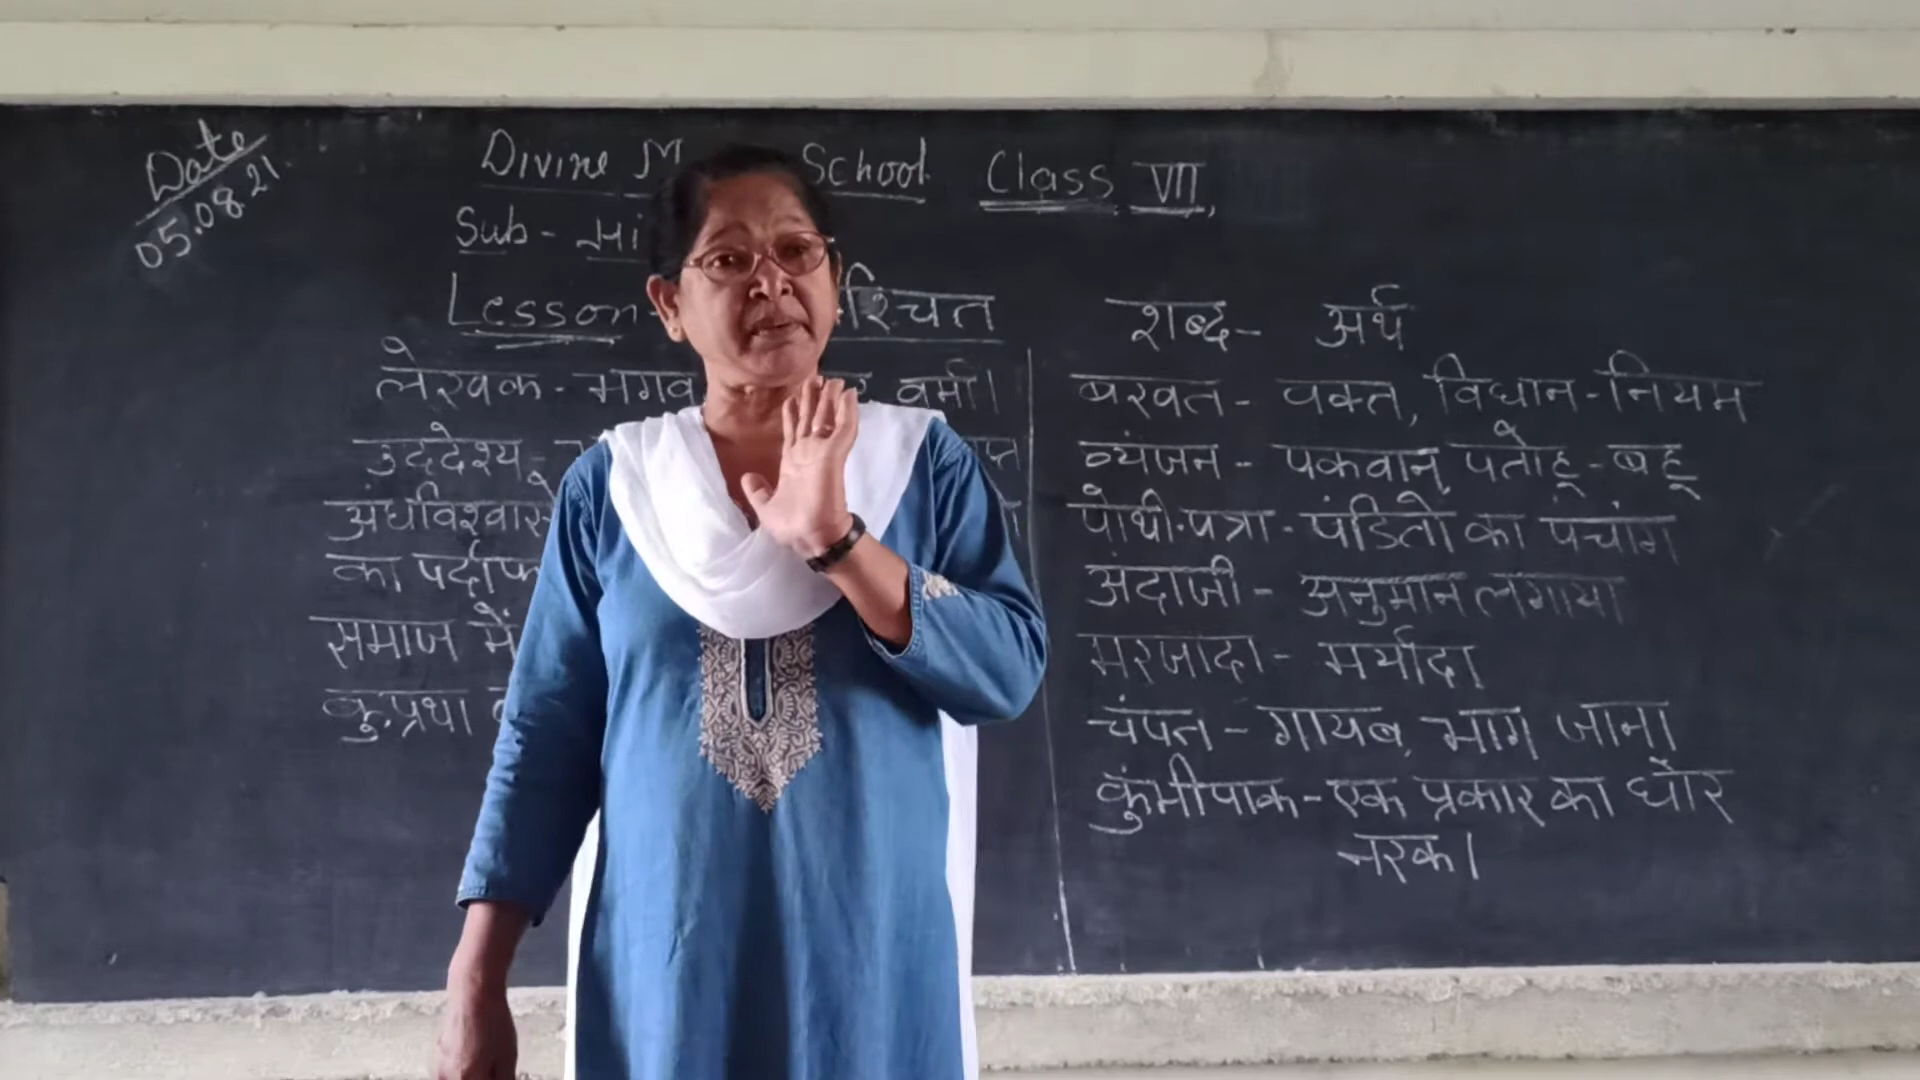 Date
05.08.21.
Divine School Class VII,
Sub - Hi
Lesson - श्चित
लेखक - भगव वर्मा।
उद्देश्य -
अंधविश्वास
का पर्दाफ
समाज में
कु.प्रथा
शब्द - अर्थ
बखत - वक्त, विधान - नियम
व्यंजन - पकवान, पतोहू - बहू
पोथी-पत्रा - पंडितो का पंचांग
अंदाजी - अनुमान लगाया
मरजादा - मर्यादा
चंपत - गायब, भाग जाना
कुंभीपाक - एक प्रकार का घोर
नरक।